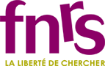 fnrs
LA LIBERTÉ DE CHERCHER